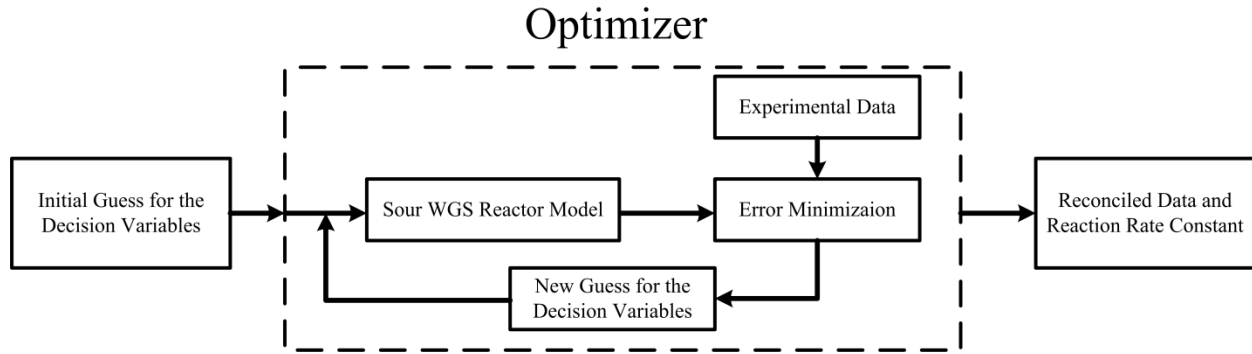 Optimizer
Experimental Data
Initial Guess for the
Decision Variables
Sour WGS Reactor Model
Error Minimizaion
Reconciled Data and
Reaction Rate Constant
New Guess for the
Decision Variables